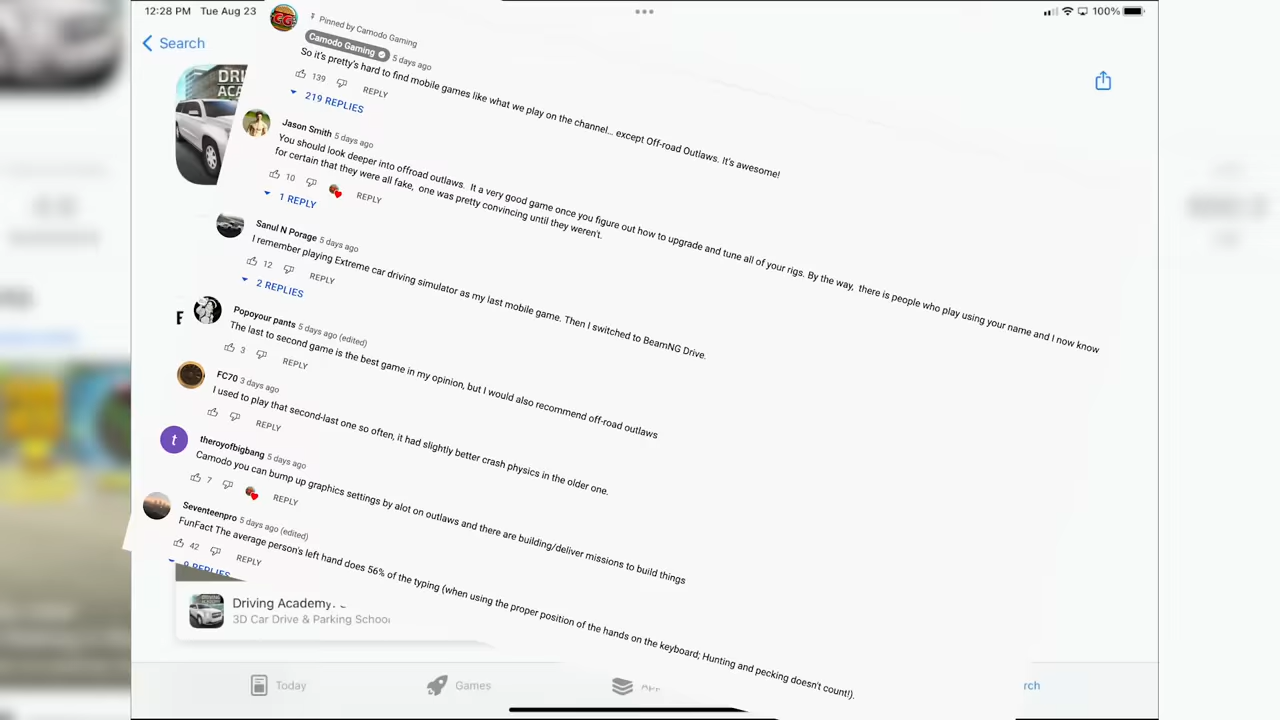 12:28 PM Tue Aug 23
100%
Search
DRI
ACA
Pinned by Camodo Gaming
Camodo Gaming 5 days ago
So it's pretty's hard to find mobile games like what we play on the channel... except Off-road Outlaws. It's awesome!
139 REPLY
219 REPLIES
Jason Smith 5 days ago
You should look deeper into offroad outlaws. It a very good game once you figure out how to upgrade and tune all of your rigs. By the way, there is people who play using your name and I now know
for certain that they were all fake, one was pretty convincing until they weren't.
10 REPLY
1 REPLY
Sanul N Porage 5 days ago
I remember playing Extreme car driving simulator as my last mobile game. Then I switched to BeamNG Drive.
12 REPLY
2 REPLIES
Popoyour pants 5 days ago (edited)
The last to second game is the best game in my opinion, but I would also recommend off-road outlaws
3 REPLY
FC70 3 days ago
I used to play that second-last one so often, it had slightly better crash physics in the older one.
REPLY
t
theroyofbigbang 5 days ago
Camodo you can bump up graphics settings by alot on outlaws and there are building/deliver missions to build things
7 REPLY
Seventeenpro 5 days ago (edited)
FunFact The average person's left hand does 56% of the typing (when using the proper position of the hands on the keyboard; Hunting and pecking doesn't count!).
42 REPLY
9 REPLIES
Driving Academy
3D Car Drive & Parking School
Today
Games
rch